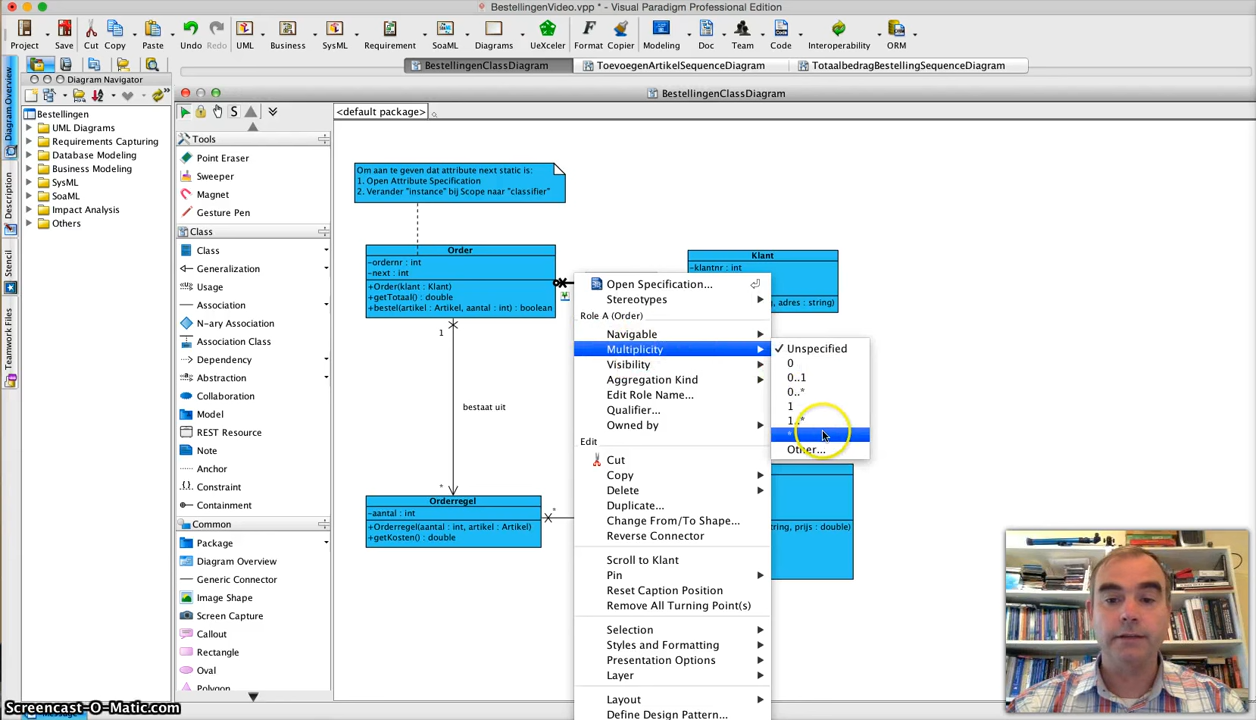 BestellingenVideo.vpp * - Visual Paradigm Professional Edition
Project Save Cut Copy Paste Undo Redo UML Business SysML Requirement SoaML Diagrams UeXceler Format Copier Modeling Doc Team Code Interoperability ORM
BestellingenClassDiagram ToevoegenArtikelSequenceDiagram TotaalbedragBestellingSequenceDiagram
Diagram Overview
Description
Stencil
Teamwork Files
Diagram Navigator
Bestellingen
UML Diagrams
Requirements Capturing
Database Modeling
Business Modeling
SysML
SoaML
Impact Analysis
Others
BestellingenClassDiagram
S
<default package>
Tools
Point Eraser
Sweeper
Magnet
Gesture Pen
Class
Class
Generalization
Usage
Association
N-ary Association
Association Class
Dependency
Abstraction
Collaboration
Model
REST Resource
Note
Anchor
Constraint
Containment
Common
Package
Diagram Overview
Generic Connector
Image Shape
Screen Capture
Callout
Rectangle
Oval
Polygon
Om aan te geven dat attribute next static is:
1. Open Attribute Specification
2. Verander "instance" bij Scope naar "classifier"
Order
-ordernr : int
-next : int
+Order(klant : Klant)
+getTotaal() : double
+bestel(artikel : Artikel, aantal : int) : boolean
1
bestaat uit
*
Orderregel
-aantal : int
+Orderregel(aantal : int, artikel : Artikel)
+getKosten() : double
*
Klant
-klantnr : int
, adres : string)
tring, prijs : double)
Open Specification...
Stereotypes
Role A (Order)
Navigable
Multiplicity
Visibility
Aggregation Kind
Edit Role Name...
Qualifier...
Owned by
Edit
Cut
Copy
Delete
Duplicate...
Change From/To Shape...
Reverse Connector
Scroll to Klant
Pin
Reset Caption Position
Remove All Turning Point(s)
Selection
Styles and Formatting
Presentation Options
Layer
Layout
Define Design Pattern...
✓ Unspecified
0
0..1
0..*
1
1..*
*
Other...
Screencast-O-Matic.com